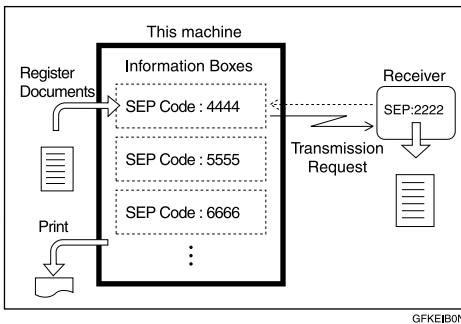 This machine
Information Boxes
Register
Documents
SEP Code : 4444
SEP Code : 5555
SEP Code : 6666
Print
Receiver
SEP:2222
Transmission
Request
GFKEIB0N